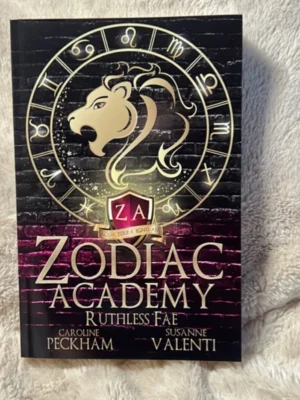 ZA
ZODIAC
ACADEMY
RUTHLESS FAE
CAROLINE SUSANNE
PECKHAM VALENTI